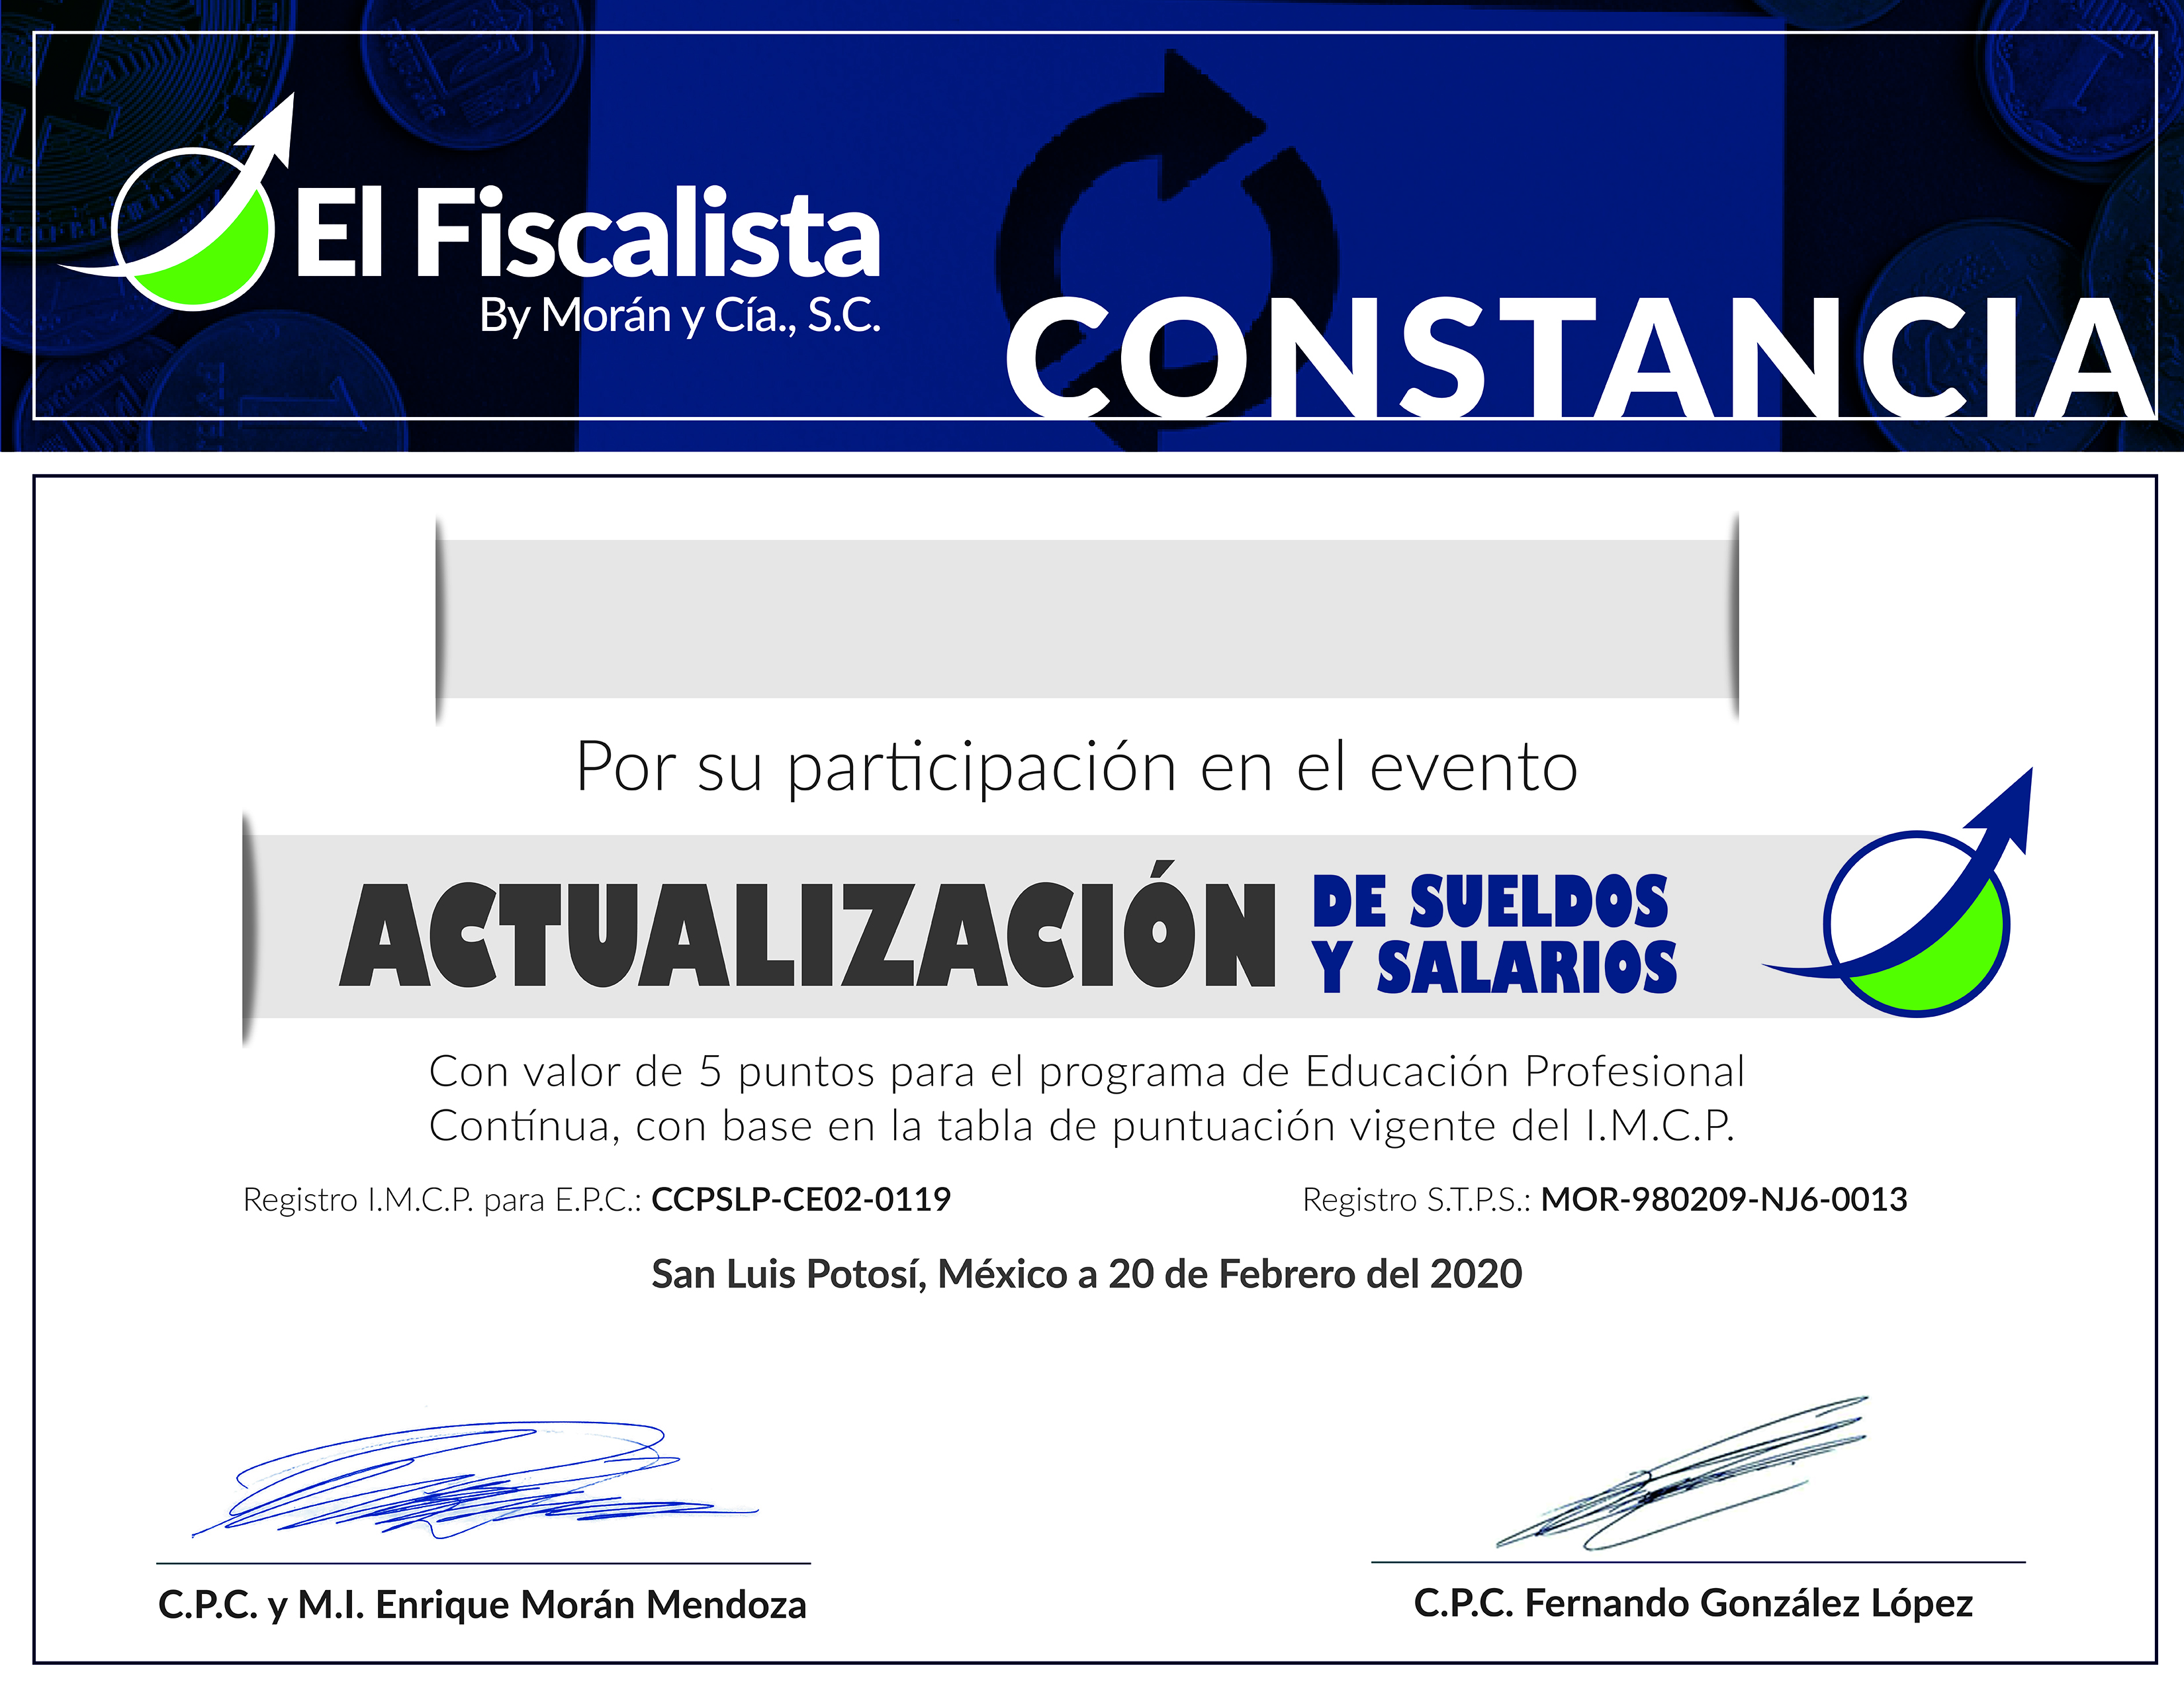 El Fiscalista
By Morán y Cía., S.C.
CONSTANCIA
Por su participación en el evento
ACTUALIZACIÓN DE SUELDOS
Y SALARIOS
Con valor de 5 puntos para el programa de Educación Profesional
Contínua, con base en la tabla de puntuación vigente del I.M.C.P.
Registro I.M.C.P. para E.P.C.: CCPSLP-CE02-0119
Registro S.T.P.S.: MOR-980209-NJ6-0013
San Luis Potosí, México a 20 de Febrero del 2020
C.P.C. y M.I. Enrique Morán Mendoza
C.P.C. Fernando González López